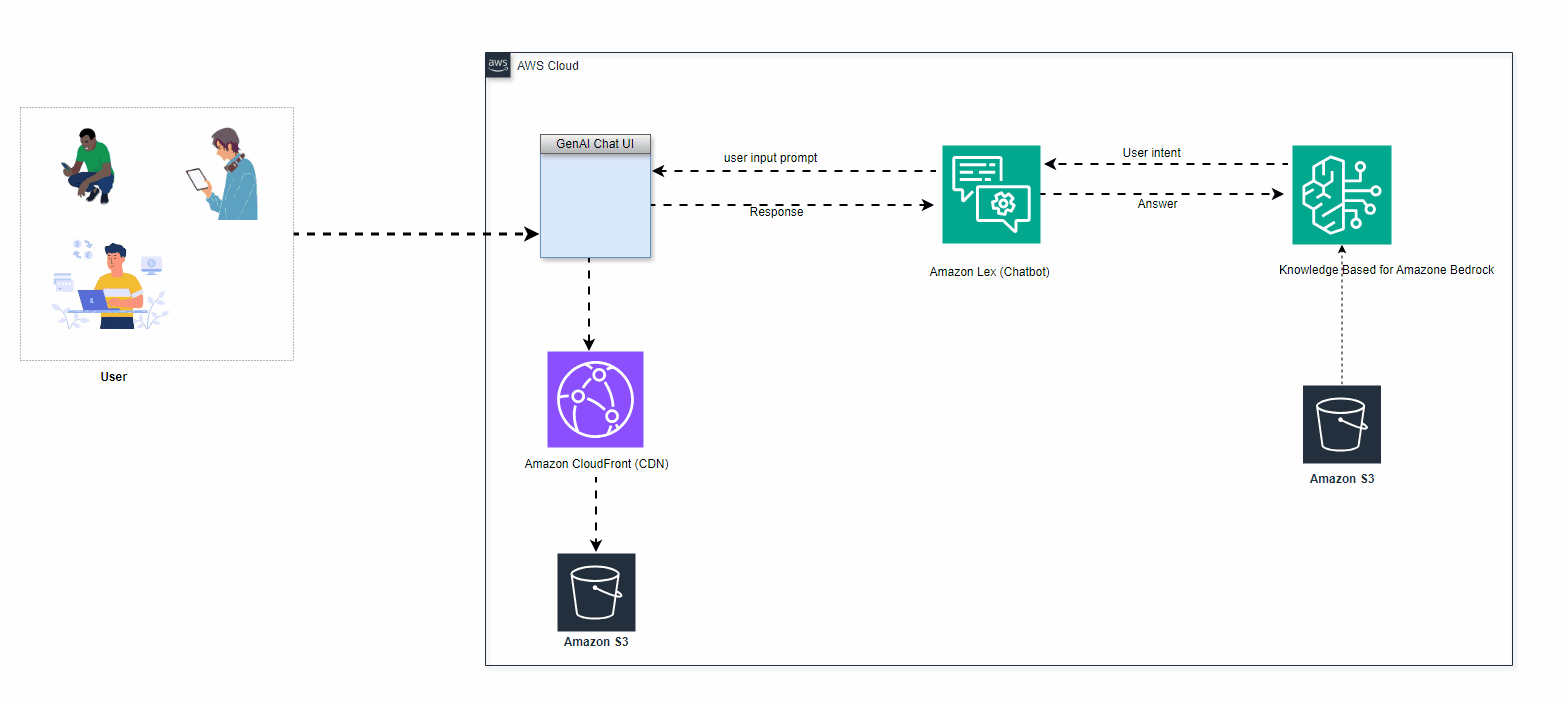 aws
AWS Cloud
GenAI Chat UI
user input prompt
Response
User intent
Answer
Amazon Lex (Chatbot)
Knowledge Based for Amazone Bedrock
User
Amazon CloudFront (CDN)
Amazon S3
Amazon S3